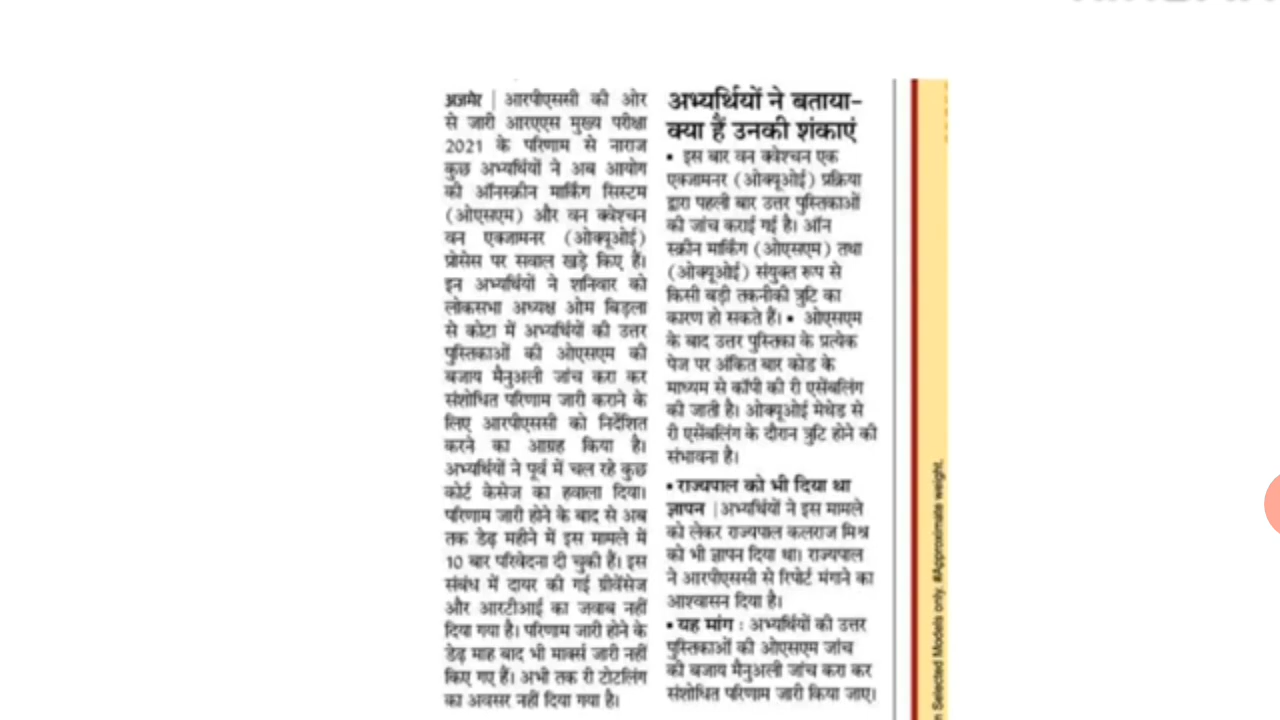 अजमेर | आरपीएससी की ओर
से जारी आरएएस मुख्य परीक्षा
2021 के परिणाम से नाराज
कुछ अभ्यर्थियों ने अब आयोग
की ऑनस्क्रीन मार्किंग सिस्टम
(ओएसएम) और वन क्वेश्चन
वन एक्जामनर (ओक्यूओई)
प्रोसेस पर सवाल खड़े किए हैं।
इन अभ्यर्थियों ने शनिवार को
लोकसभा अध्यक्ष ओम बिड़ला
से कोटा में अभ्यर्थियों की उत्तर
पुस्तिकाओं की ओएसएम की
बजाय मैनुअली जांच करा कर
संशोधित परिणाम जारी कराने के
लिए आरपीएससी को निर्देशित
करने का आग्रह किया है।
अभ्यर्थियों ने पूर्व में चल रहे कुछ
कोर्ट केसेज का हवाला दिया।
परिणाम जारी होने के बाद से अब
तक डेढ़ महीने में इस मामले में
10 बार परिवेदना दी चुकी हैं। इस
संबंध में दायर की गई ग्रीवेंसेज
और आरटीआई का जवाब नहीं
दिया गया है। परिणाम जारी होने के
डेढ़ माह बाद भी मार्क्स जारी नहीं
किए गए हैं। अभी तक री टोटलिंग
का अवसर नहीं दिया गया है।
अभ्यर्थियों ने बताया-
क्या हैं उनकी शंकाएं
• इस बार वन क्वेश्चन एक
एक्जामनर (ओक्यूओई) प्रक्रिया
द्वारा पहली बार उत्तर पुस्तिकाओं
की जांच कराई गई है। ऑन
स्क्रीन मार्किंग (ओएसएम) तथा
(ओक्यूओई) संयुक्त रूप से
किसी बड़ी तकनीकी त्रुटि का
कारण हो सकते हैं। • ओएसएम
के बाद उत्तर पुस्तिका के प्रत्येक
पेज पर अंकित बार कोड के
माध्यम से कॉपी की री एसेंबलिंग
की जाती है। ओक्यूओई मेथेड से
री एसेंबलिंग के दौरान त्रुटि होने की
संभावना है।
• राज्यपाल को भी दिया था
ज्ञापन | अभ्यर्थियों ने इस मामले
को लेकर राज्यपाल कलराज मिश्र
को भी ज्ञापन दिया था। राज्यपाल
ने आरपीएससी से रिपोर्ट मंगाने का
आश्वासन दिया है।
• यह मांग : अभ्यर्थियों की उत्तर
पुस्तिकाओं की ओएसएम जांच
की बजाय मैनुअली जांच करा कर
संशोधित परिणाम जारी किया जाए।
Selected Models only. #Approximate weight,